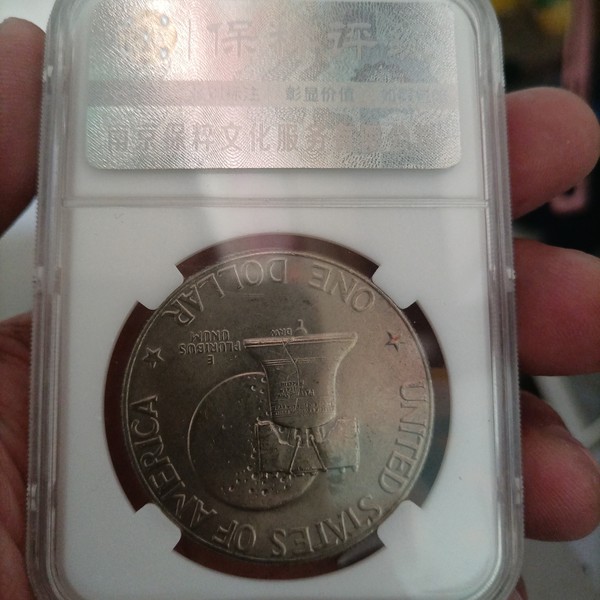 保粹评级
彰显价值
南京保粹文化服务
UNITED STATES OF AMERICA
ONE DOLLAR
E
PLURIBUS
UNUM